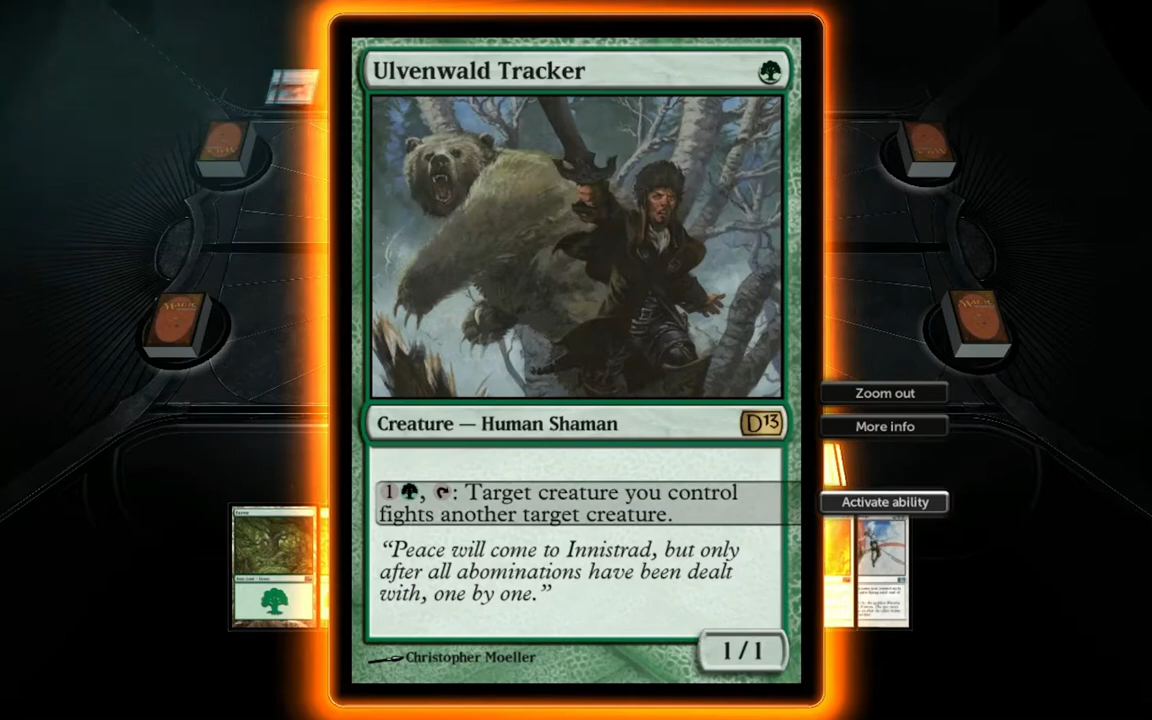 Ulvenwald Tracker
Creature — Human Shaman
D13
1 , : Target creature you control
fights another target creature.
“Peace will come to Innistrad, but only
after all abominations have been dealt
with, one by one.”
Christopher Moeller
1 / 1
Zoom out
More info
Activate ability